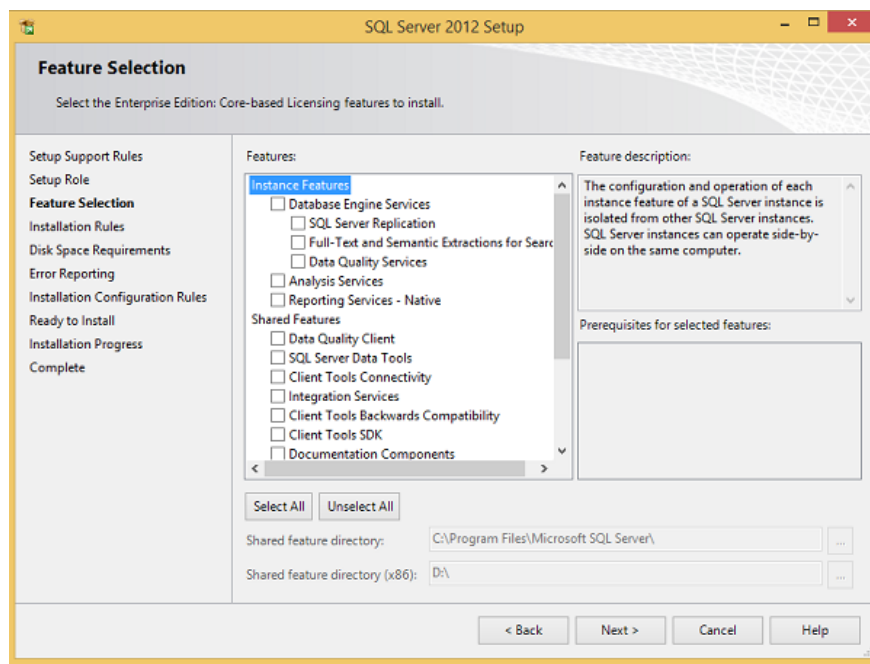 SQL Server 2012 Setup
Feature Selection
Select the Enterprise Edition: Core-based Licensing features to install.
Setup Support Rules
Setup Role
Feature Selection
Installation Rules
Disk Space Requirements
Error Reporting
Installation Configuration Rules
Ready to Install
Installation Progress
Complete
Features:
Instance Features
Database Engine Services
SQL Server Replication
Full-Text and Semantic Extractions for Searc
Data Quality Services
Analysis Services
Reporting Services - Native
Shared Features
Data Quality Client
SQL Server Data Tools
Client Tools Connectivity
Integration Services
Client Tools Backwards Compatibility
Client Tools SDK
Documentation Components
Feature description:
The configuration and operation of each
instance feature of a SQL Server instance is
isolated from other SQL Server instances.
SQL Server instances can operate side-by-
side on the same computer.
Prerequisites for selected features:
Select All
Unselect All
Shared feature directory:
C:\Program Files\Microsoft SQL Server\
...
Shared feature directory (x86):
D:\
...
< Back
Next >
Cancel
Help